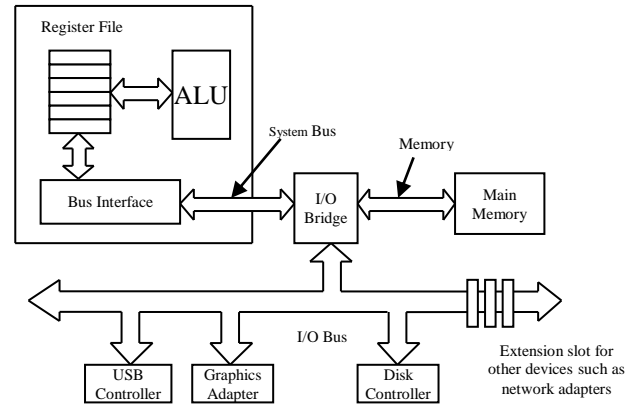 Register File
ALU
System Bus
Memory
Bus Interface
I/O
Bridge
Main
Memory
I/O Bus
USB
Controller
Graphics
Adapter
Disk
Controller
Extension slot for
other devices such as
network adapters